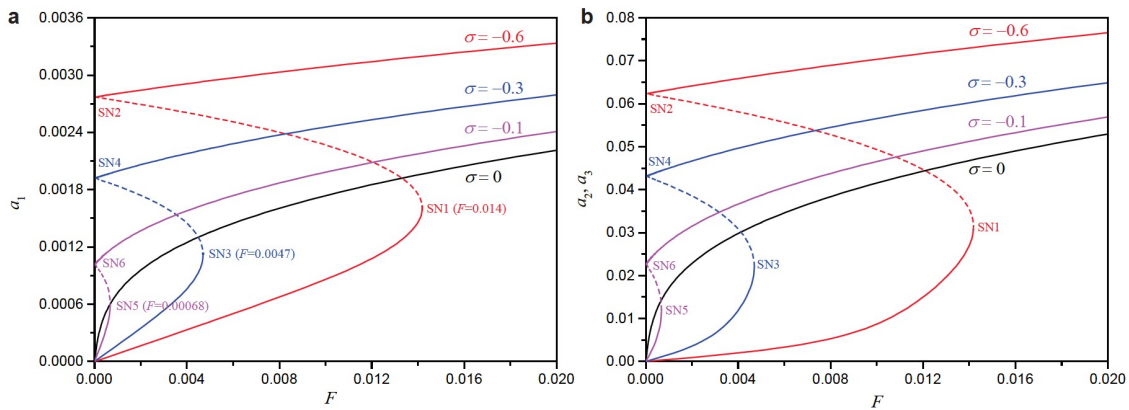 a
0.0036
0.0030
0.0024
0.0018
0.0012
0.0006
0.0000
a1
σ = −0.6
σ = −0.3
σ = −0.1
σ = 0
SN2
SN4
SN1 (F=0.014)
SN3 (F=0.0047)
SN6
SN5 (F=0.00068)
0.000 0.004 0.008 0.012 0.016 0.020
F
b
0.08
0.07
0.06
0.05
0.04
0.03
0.02
0.01
0.00
a2, a3
σ = −0.6
σ = −0.3
σ = −0.1
σ = 0
SN2
SN4
SN1
SN3
SN6
SN5
0.000 0.004 0.008 0.012 0.016 0.020
F